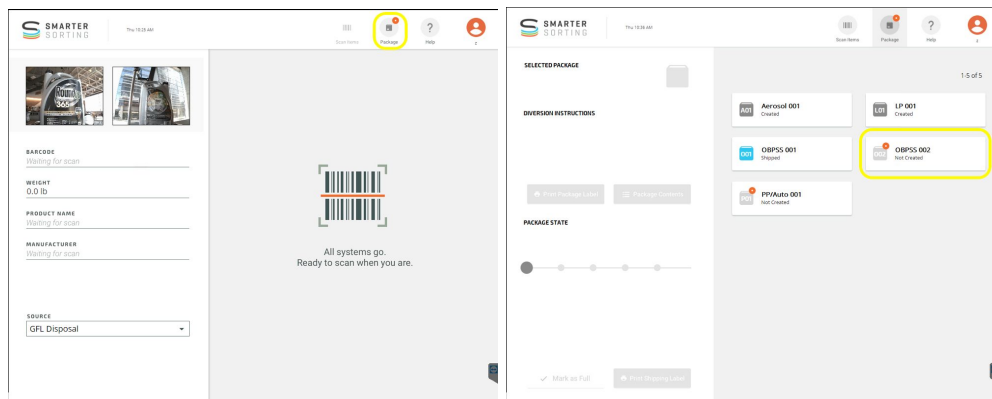 SMARTER
SORTING
Thu 10:35 AM
Scan Items
Package
Help
Round
365
BARCODE
Waiting for scan
WEIGHT
0.0 lb
PRODUCT NAME
Waiting for scan
MANUFACTURER
Waiting for scan
SOURCE
GFL Disposal
All systems go.
Ready to scan when you are.
SMARTER
SORTING
Thu 10:36 AM
Scan Items
Package
Help
SELECTED PACKAGE
DIVERSION INSTRUCTIONS
Print Package Label
Package Contents
PACKAGE STATE
Mark as Full
Print Shipping Label
1-5 of 5
A01
Aerosol 001
Created
L01
LP 001
Created
O01
OBPSS 001
Shipped
O02
OBPSS 002
Not Created
P01
PP/Auto 001
Not Created